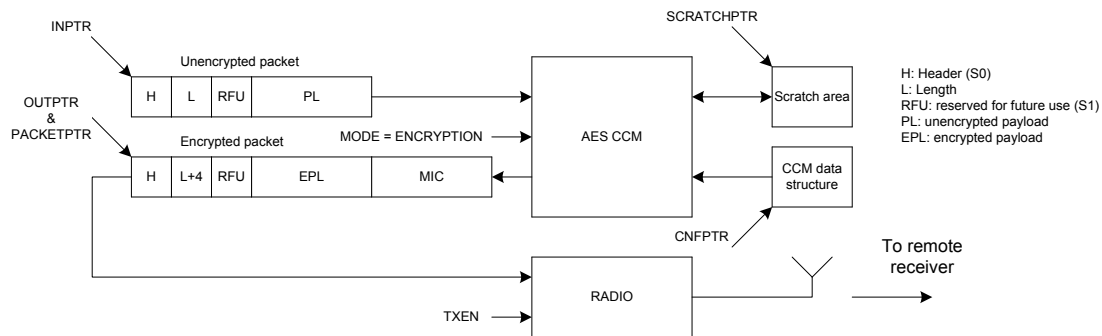 INPTR
SCRATCHPTR
Unencrypted packet
H L RFU PL
OUTPTR
&
PACKETPTR
Encrypted packet
MODE = ENCRYPTION
AES CCM
Scratch area
H: Header (S0)
L: Length
RFU: reserved for future use (S1)
PL: unencrypted payload
EPL: encrypted payload
H L+4 RFU EPL MIC
CCM data
structure
CNFPTR
To remote
receiver
RADIO
TXEN